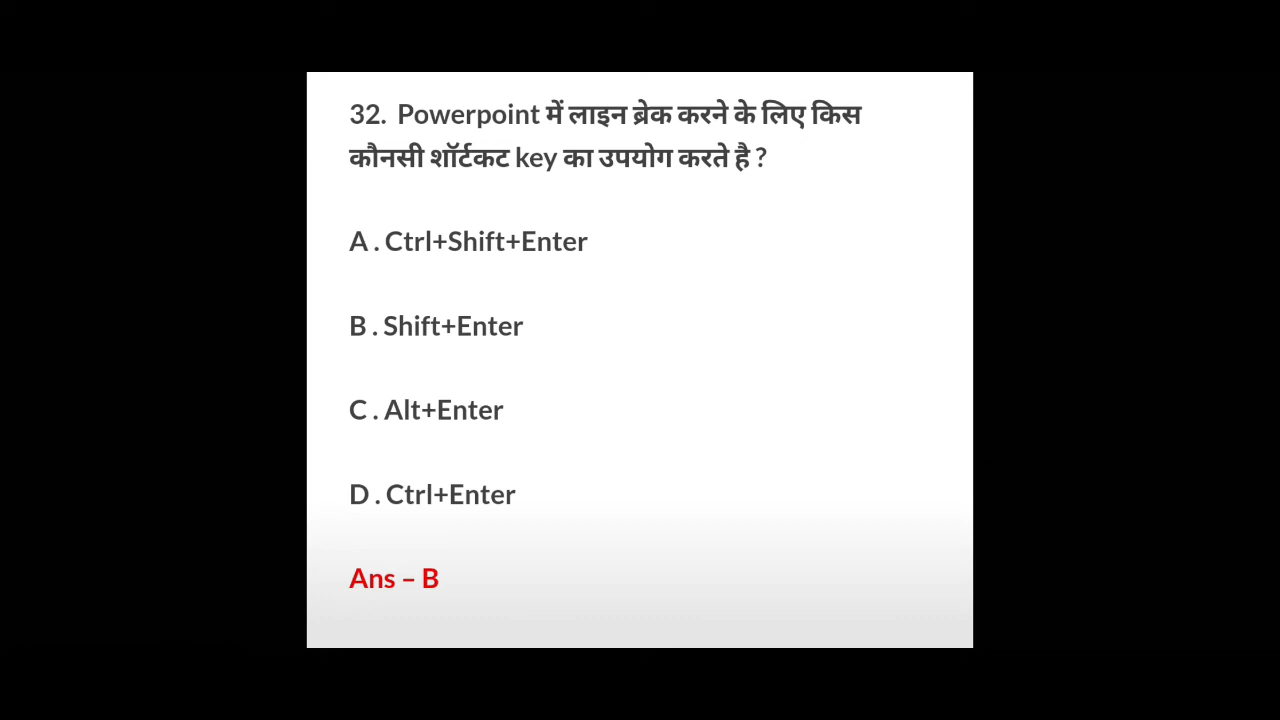 32. Powerpoint में लाइन ब्रेक करने के लिए किस
कौनसी शॉर्टकट key का उपयोग करते है ?
A . Ctrl+Shift+Enter
B . Shift+Enter
C . Alt+Enter
D . Ctrl+Enter
Ans – B